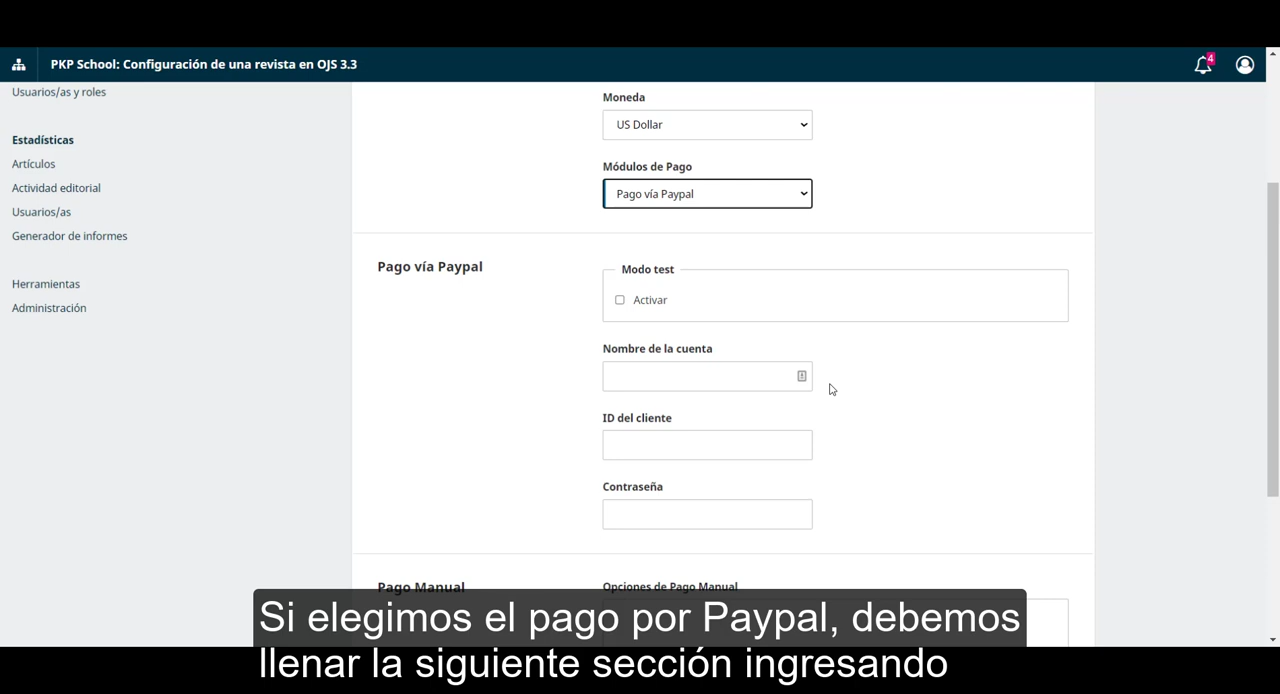 PKP School: Configuración de una revista en OJS 3.3
4
Usuarios/as y roles
Estadísticas
Artículos
Actividad editorial
Usuarios/as
Generador de informes
Herramientas
Administración
Moneda
US Dollar
Módulos de Pago
Pago vía Paypal
Pago vía Paypal
Modo test
Activar
Nombre de la cuenta
ID del cliente
Contraseña
Pago Manual
Opciones de Pago Manual
Si elegimos el pago por Paypal, debemos
llenar la siguiente sección ingresando